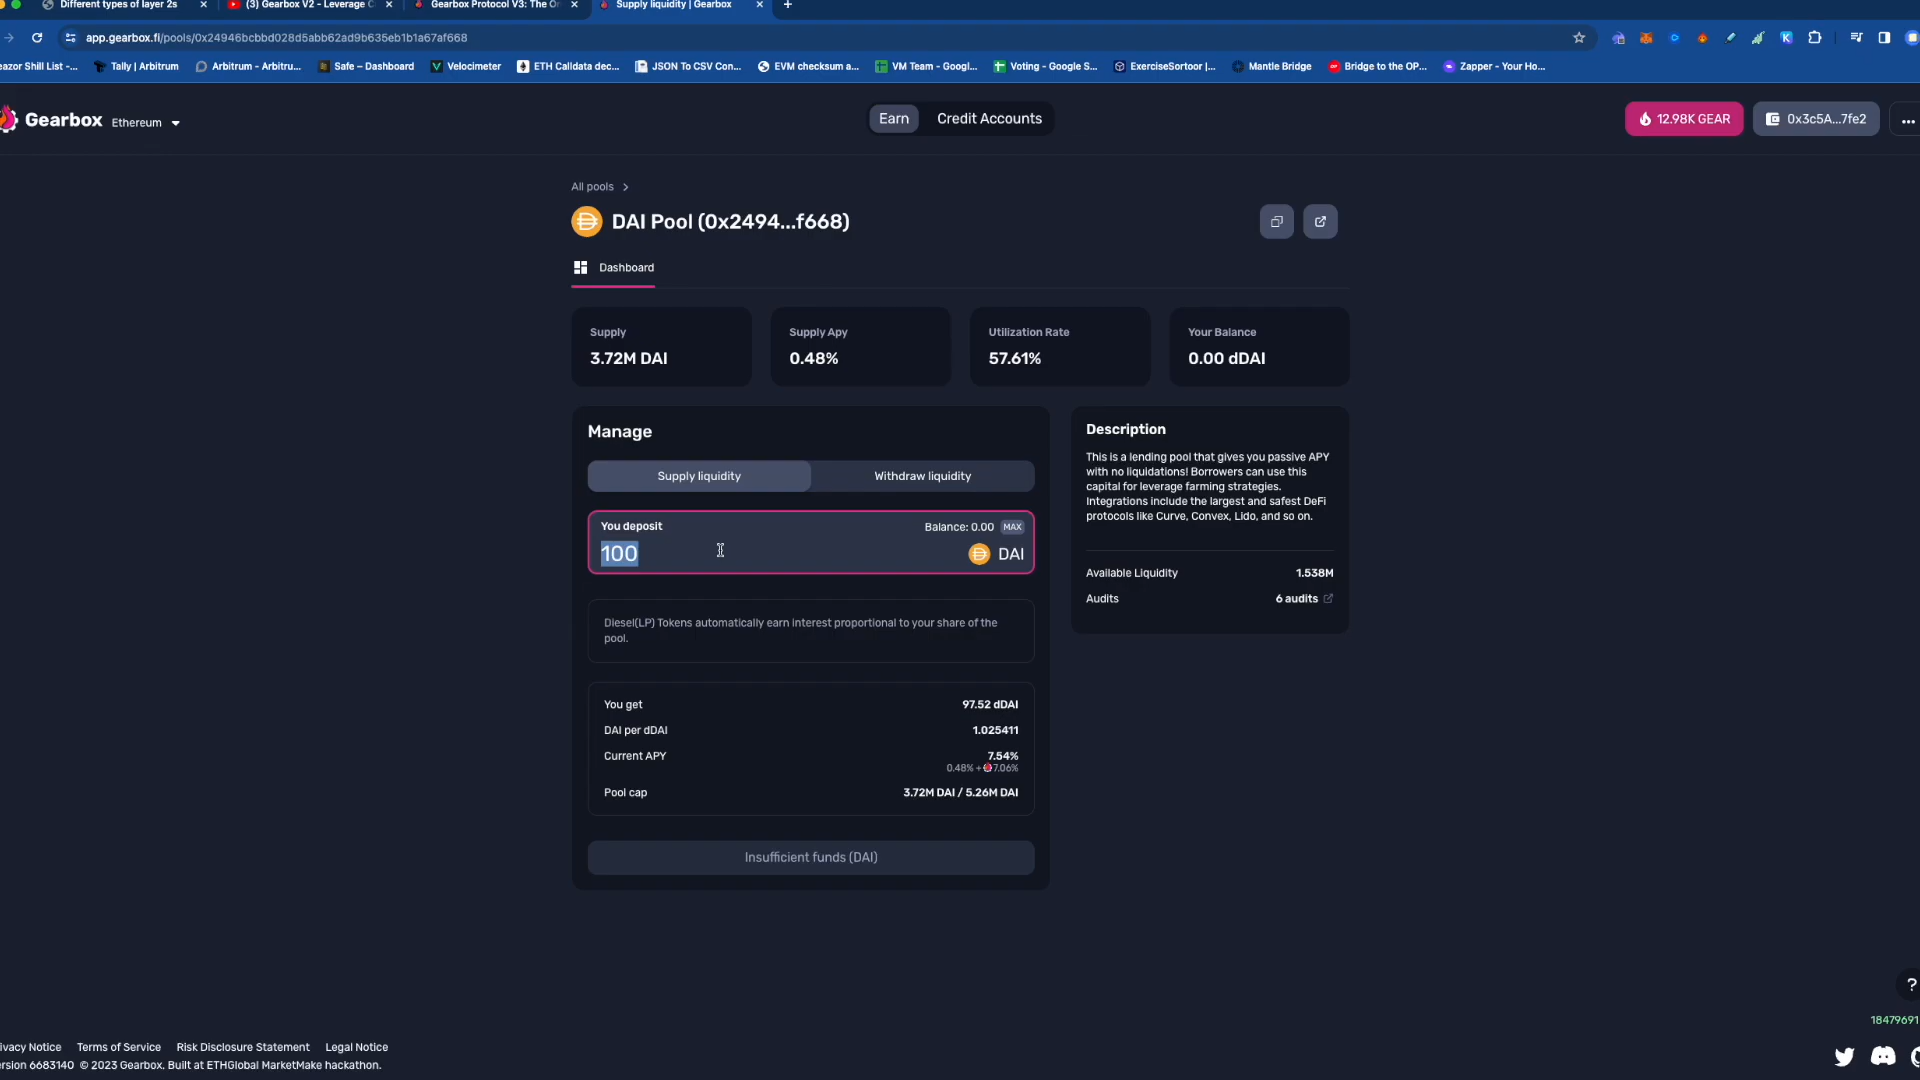 Different types of layer 2s
(3) Gearbox V2 - Leverage C
Gearbox Protocol V3: The O
Supply liquidity | Gearbox
app.gearbox.fi/pools/0x24946bcbbd028d5abb62ad9b635eb1b1a67af668
eazor Shill List -...
Tally | Arbitrum
Arbitrum - Arbitru...
Safe – Dashboard
Velocimeter
ETH Calldata dec...
JSON To CSV Con...
EVM checksum a...
VM Team - Googl...
Voting - Google S...
ExerciseSortoor |...
Mantle Bridge
Bridge to the OP...
Zapper - Your Ho...
Gearbox
Ethereum
Earn
Credit Accounts
12.98K GEAR
0x3c5A...7fe2
...
All pools
DAI Pool (0x2494...f668)
Dashboard
Supply
3.72M DAI
Supply Apy
0.48%
Utilization Rate
57.61%
Your Balance
0.00 dDAI
Manage
Supply liquidity
Withdraw liquidity
You deposit
Balance: 0.00 MAX
100
DAI
Diesel(LP) Tokens automatically earn interest proportional to your share of the
pool.
You get 97.52 dDAI
DAI per dDAI 1.025411
Current APY 7.54%
0.48% + 7.06%
Pool cap 3.72M DAI / 5.26M DAI
Insufficient funds (DAI)
Description
This is a lending pool that gives you passive APY
with no liquidations! Borrowers can use this
capital for leverage farming strategies.
Integrations include the largest and safest DeFi
protocols like Curve, Convex, Lido, and so on.
Available Liquidity 1.538M
Audits 6 audits
?
18479691
ivacy Notice Terms of Service Risk Disclosure Statement Legal Notice
ersion 6683140 © 2023 Gearbox. Built at ETHGlobal MarketMake hackathon.